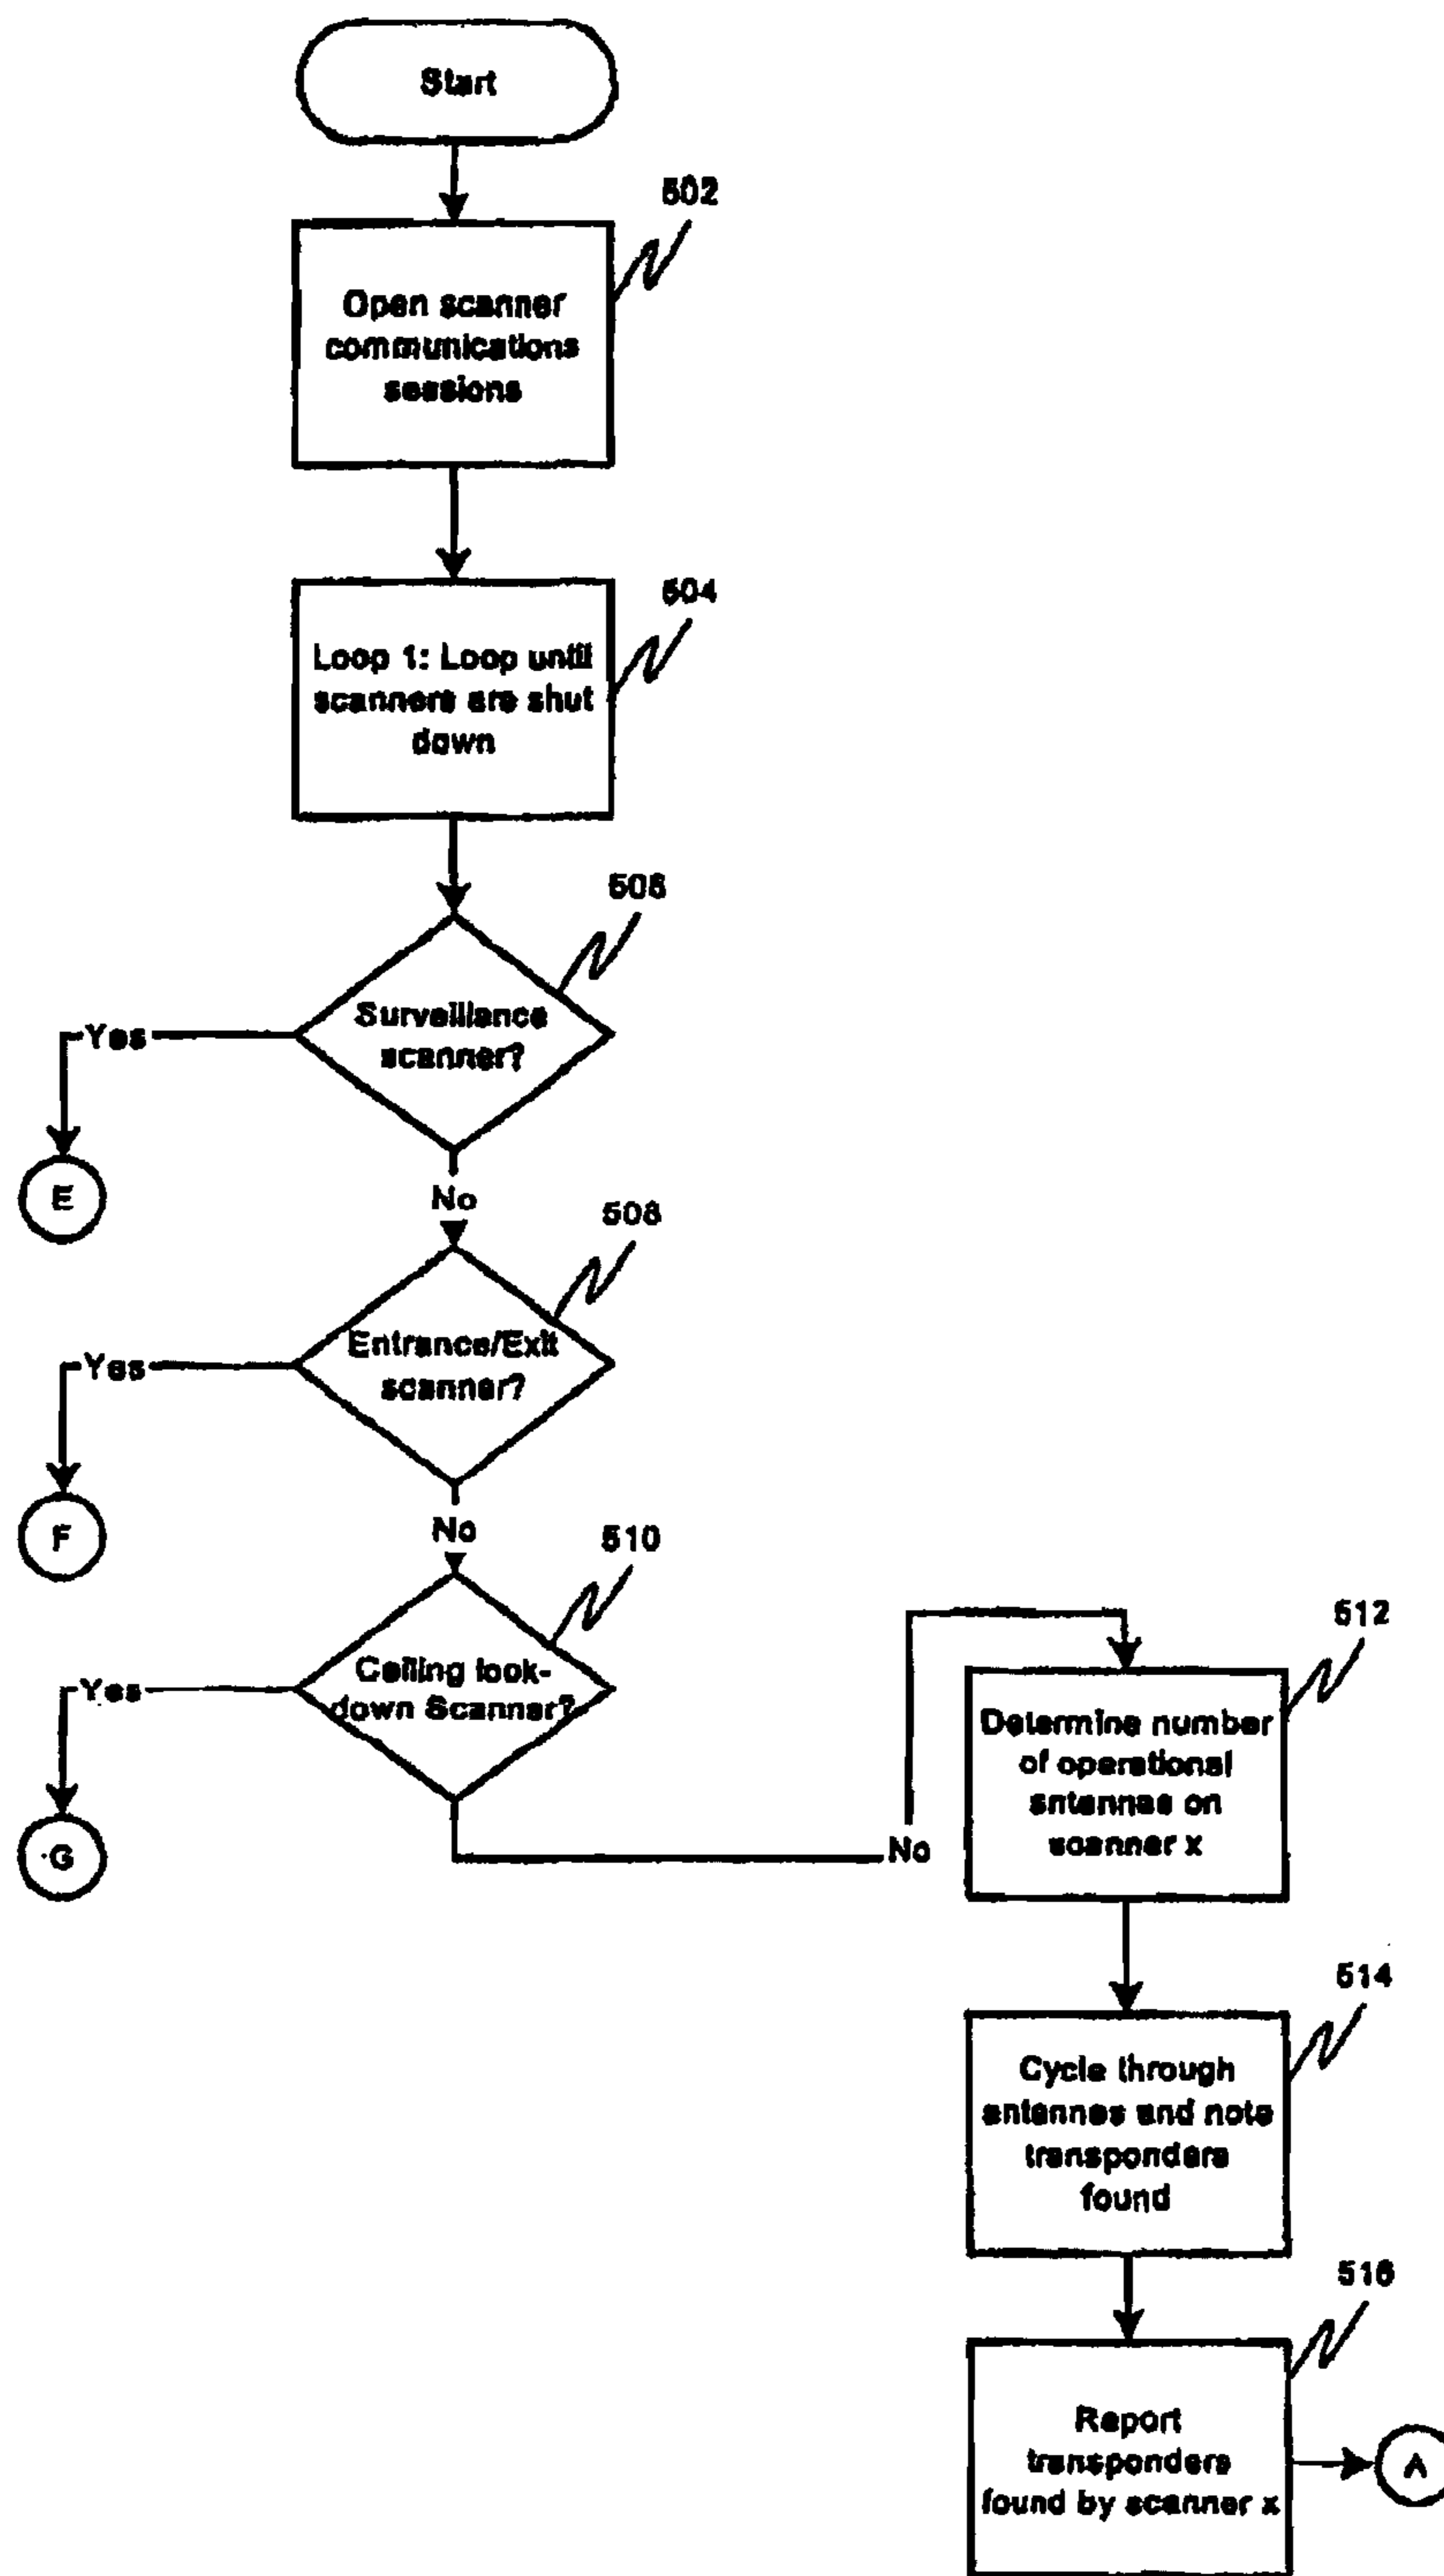 Start
502
Open scanner
communications
sessions
504
Loop 1: Loop until
scanners are shut
down
506
Surveillance
scanner?
Yes
E
No
508
Entrance/Exit
scanner?
Yes
F
No
510
Ceiling look-
down Scanner?
Yes
G
No
512
Determine number
of operational
antennas on
scanner x
514
Cycle through
antennas and note
transponders
found
516
Report
transponders
found by scanner x
A